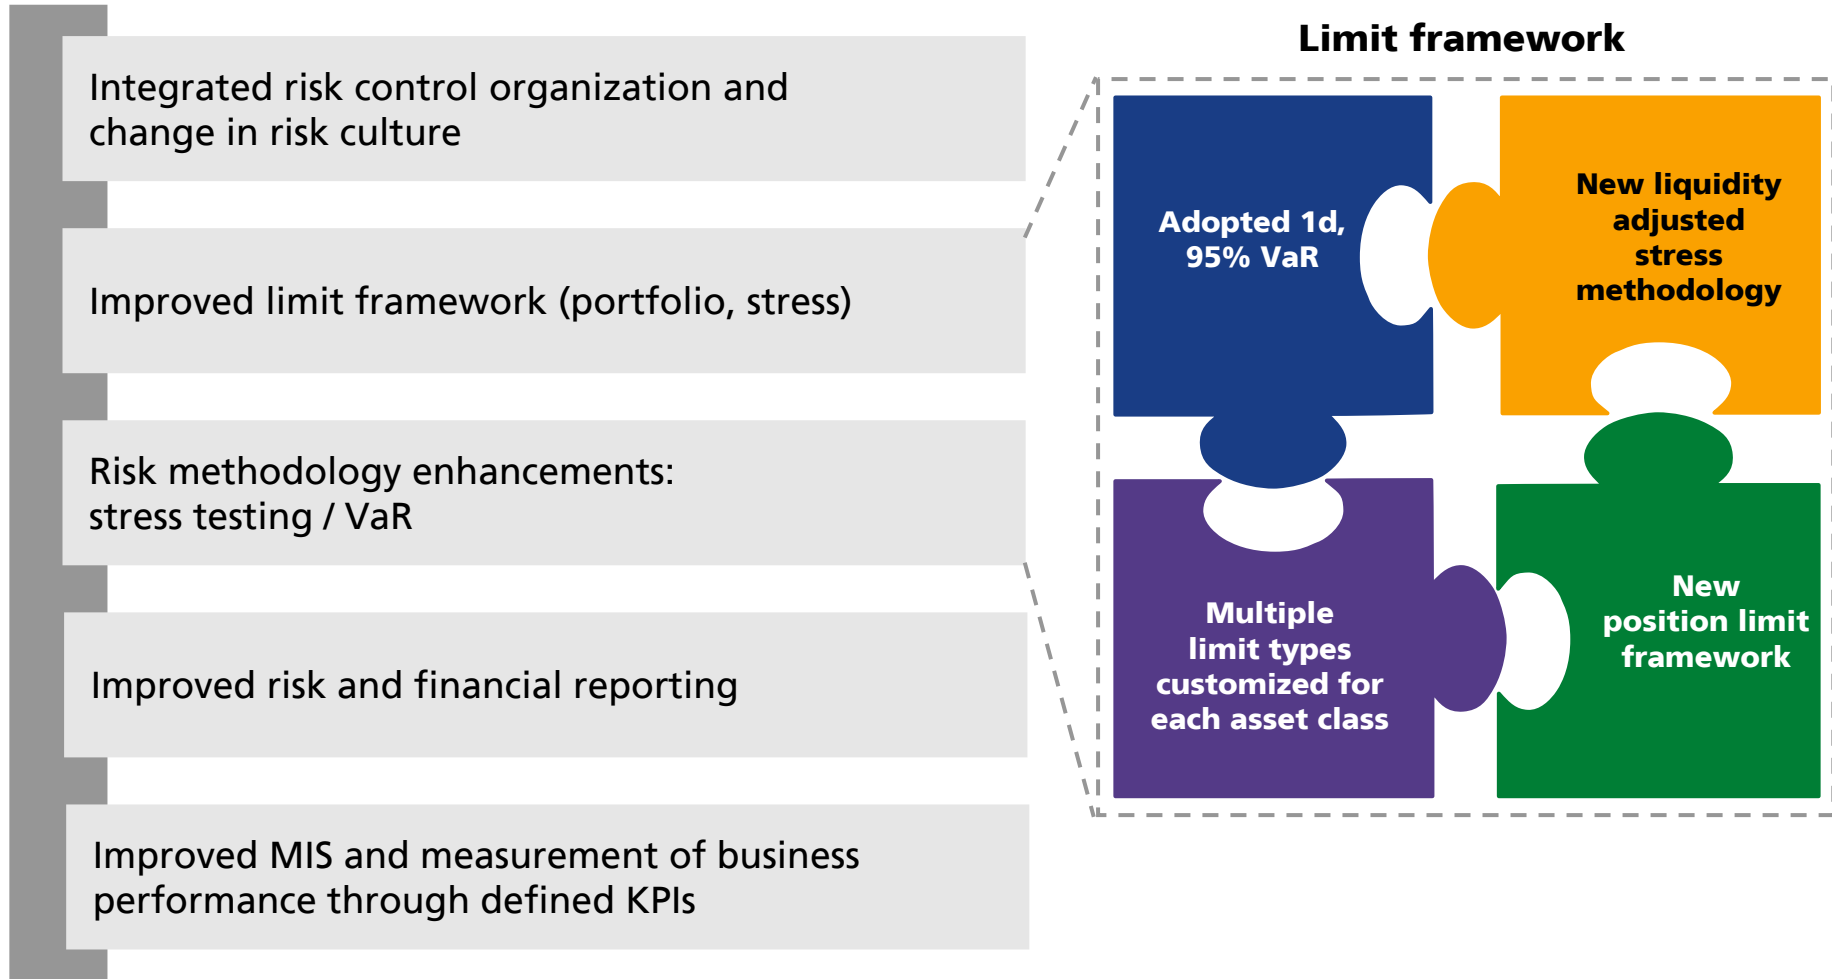 Integrated risk control organization and
change in risk culture
Improved limit framework (portfolio, stress)
Risk methodology enhancements:
stress testing / VaR
Improved risk and financial reporting
Improved MIS and measurement of business
performance through defined KPIs
Limit framework
Adopted 1d,
95% VaR
New liquidity
adjusted
stress
methodology
Multiple
limit types
customized for
each asset class
New
position limit
framework